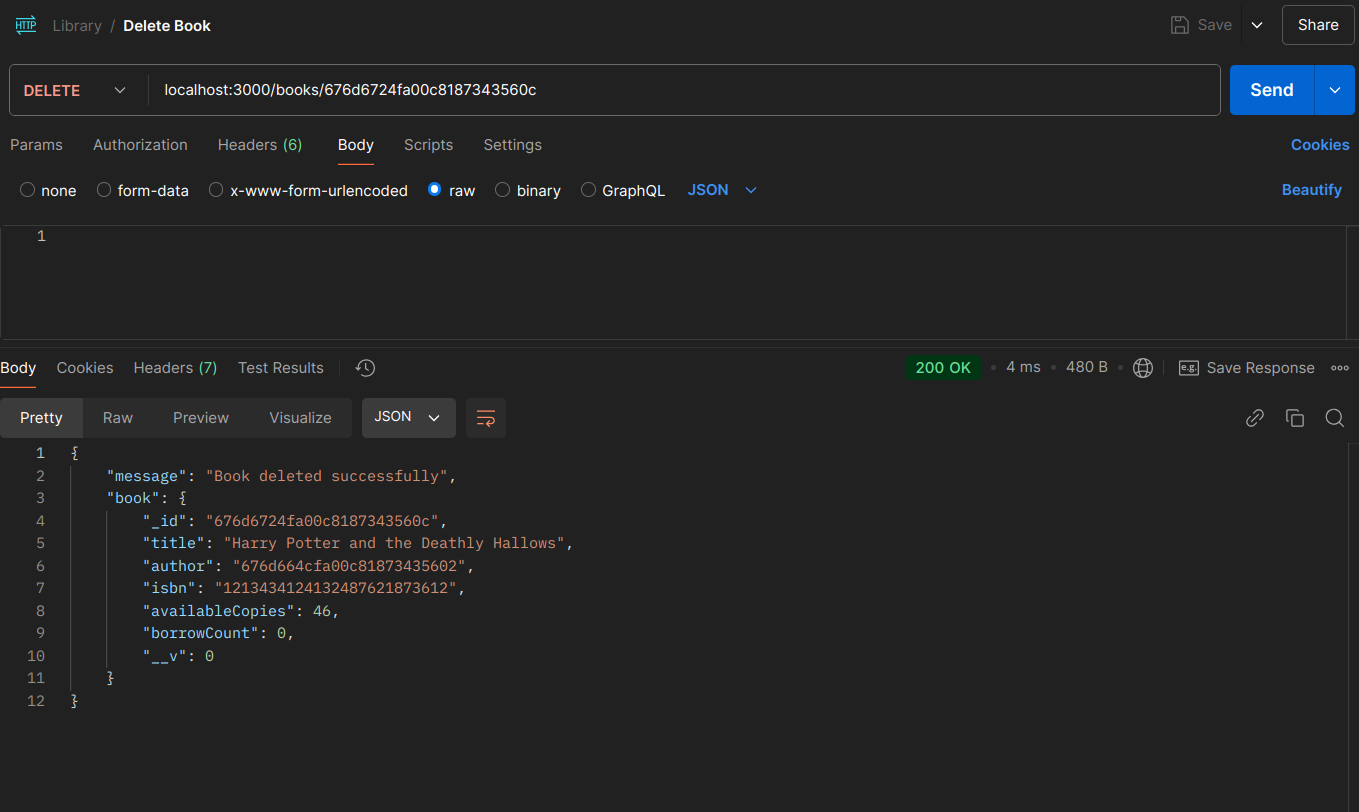 HTTP Library / Delete Book Save Share
DELETE localhost:3000/books/676d6724fa00c8187343560c Send
Params Authorization Headers (6) Body Scripts Settings Cookies
none form-data x-www-form-urlencoded raw binary GraphQL JSON Beautify
1
Body Cookies Headers (7) Test Results 200 OK • 4 ms • 480 B • e.g. Save Response
Pretty Raw Preview Visualize JSON
1 {
2 "message": "Book deleted successfully",
3 "book": {
4 "_id": "676d6724fa00c8187343560c",
5 "title": "Harry Potter and the Deathly Hallows",
6 "author": "676d664cfa00c81873435602",
7 "isbn": "1213434124132487621873612",
8 "availableCopies": 46,
9 "borrowCount": 0,
10 "__v": 0
11 }
12 }